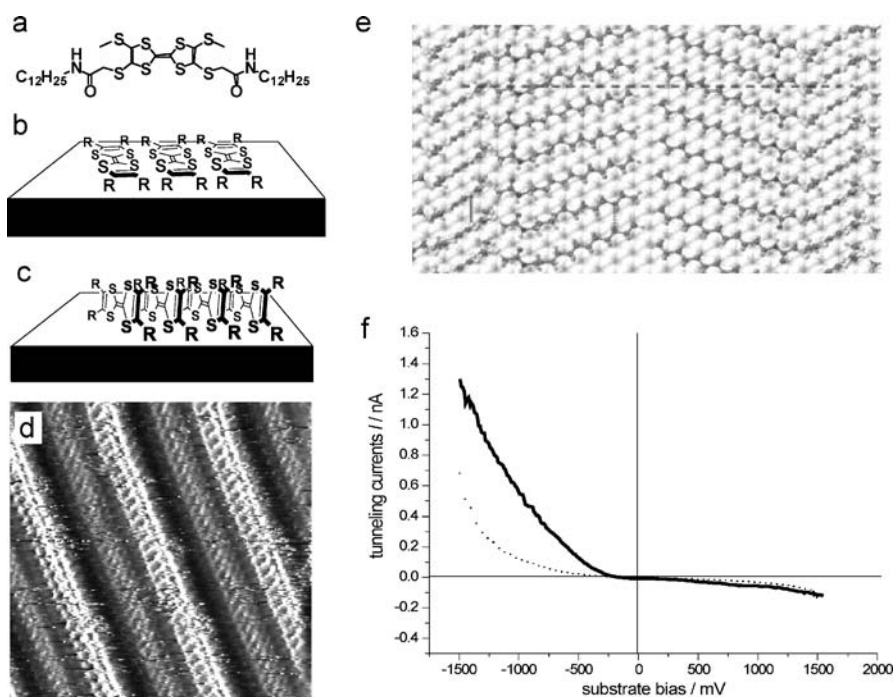 a
H
N
C₁₂H₂₅
O
S
S
S
S
S
S
S
S
O
H
N
C₁₂H₂₅
b
R R R R R R
S S S S S S
S S S S S S
R R R R R R
c
R S R R S R S R S
R
S S S S
R R R R
d
e
f
1.6
1.4
1.2
1.0
0.8
0.6
0.4
0.2
0.0
-0.2
-0.4
tunneling currents // nA
-1500 -1000 -500 0 500 1000 1500 2000
substrate bias / mV